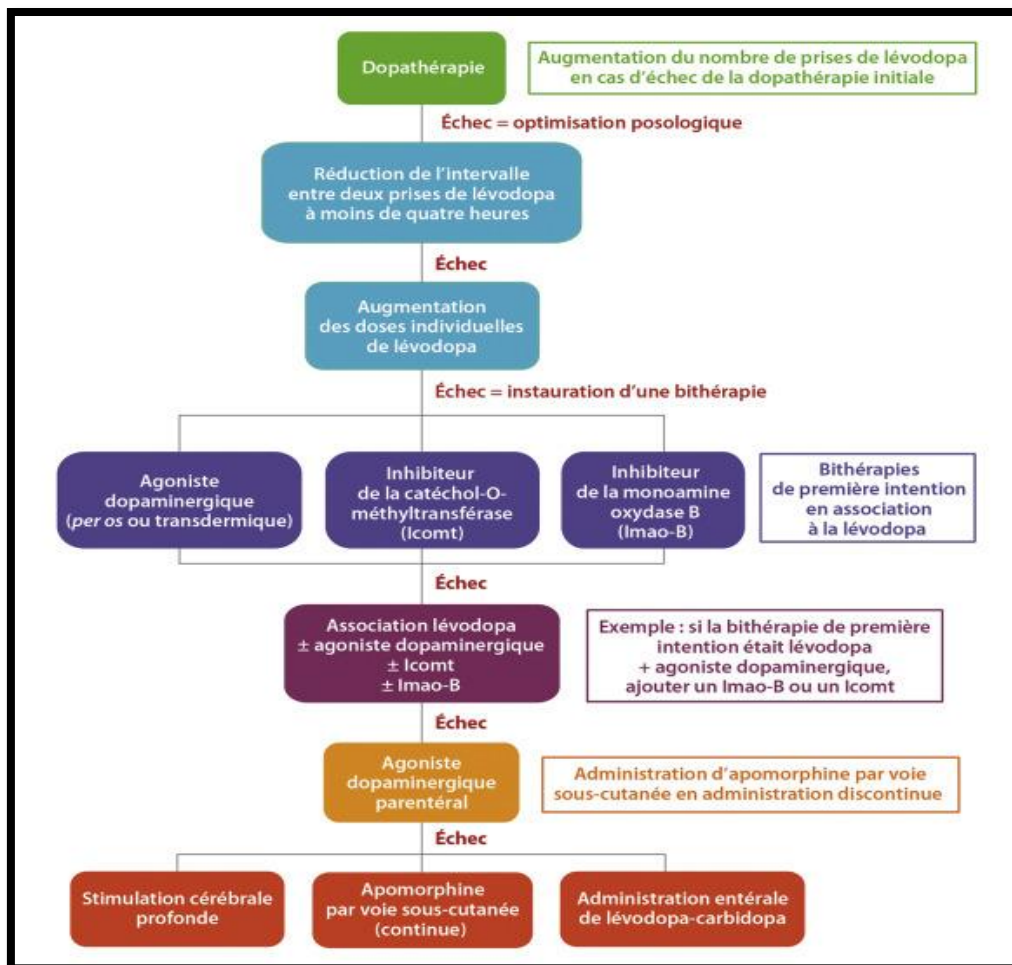 Dopathérapie
Augmentation du nombre de prises de lévodopa
en cas d'échec de la dopathérapie initiale
Échec = optimisation posologique
Réduction de l'intervalle
entre deux prises de lévodopa
à moins de quatre heures
Échec
Augmentation
des doses individuelles
de lévodopa
Échec = instauration d'une bithérapie
Agoniste
dopaminergique
(per os ou transdermique)
Inhibiteur
de la catéchol-O-
méthyltransférase
(Icomt)
Inhibiteur
de la monoamine
oxydase B
(Imao-B)
Bithérapies
de première intention
en association
à la lévodopa
Échec
Association lévodopa
± agoniste dopaminergique
± Icomt
± Imao-B
Exemple : si la bithérapie de première
intention était lévodopa
+ agoniste dopaminergique,
ajouter un Imao-B ou un Icomt
Échec
Agoniste
dopaminergique
parentéral
Administration d'apomorphine par voie
sous-cutanée en administration discontinue
Échec
Stimulation cérébrale
profonde
Apomorphine
par voie sous-cutanée
(continue)
Administration entérale
de lévodopa-carbidopa